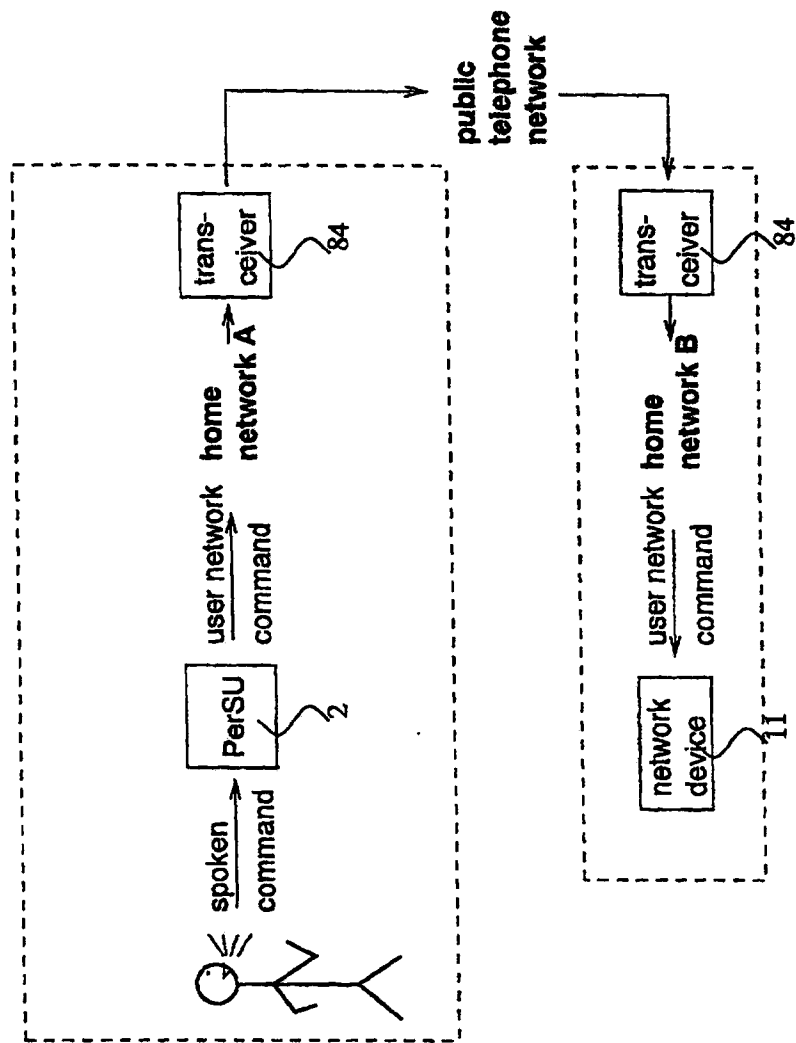 spoken
command
PerSU
2
user network
command
home
network A
trans-
ceiver
84
public
telephone
network
trans-
ceiver
84
home
network B
user network
command
network
device
11